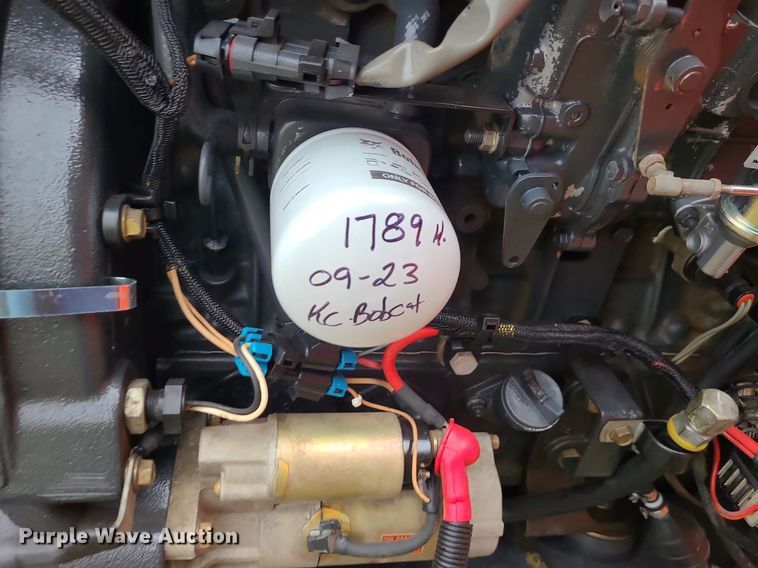 ONLY
1789 H.
09-23
KC Bobcat
Purple Wave Auction